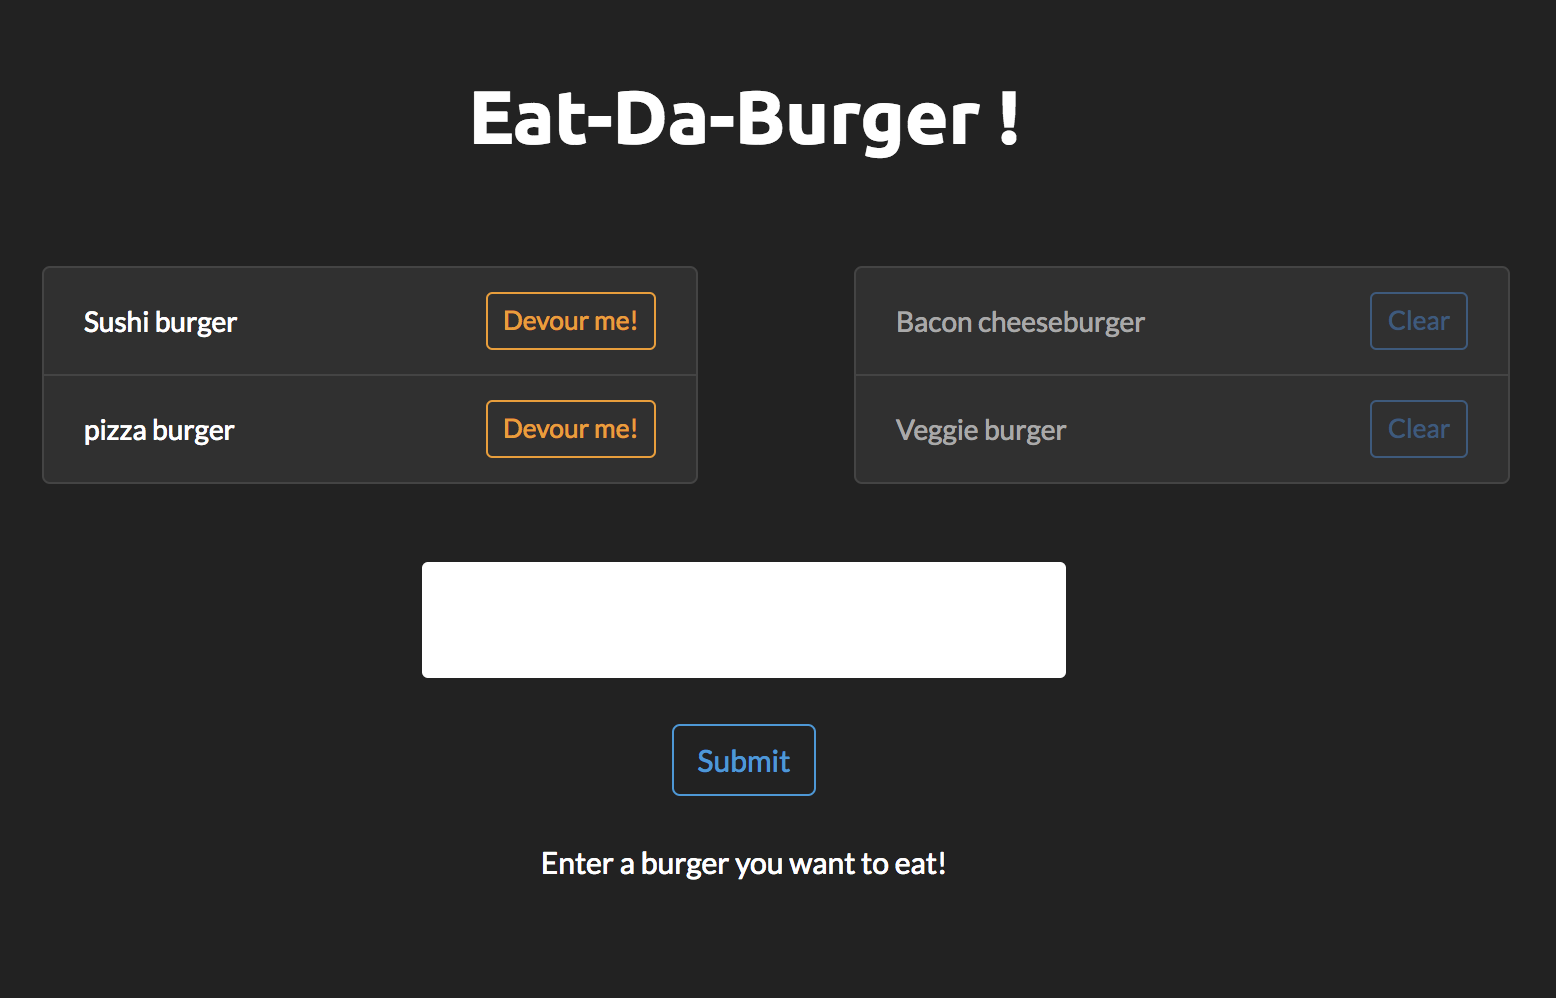 Eat-Da-Burger !
Sushi burger Devour me!
pizza burger Devour me!
Bacon cheeseburger Clear
Veggie burger Clear
Submit
Enter a burger you want to eat!